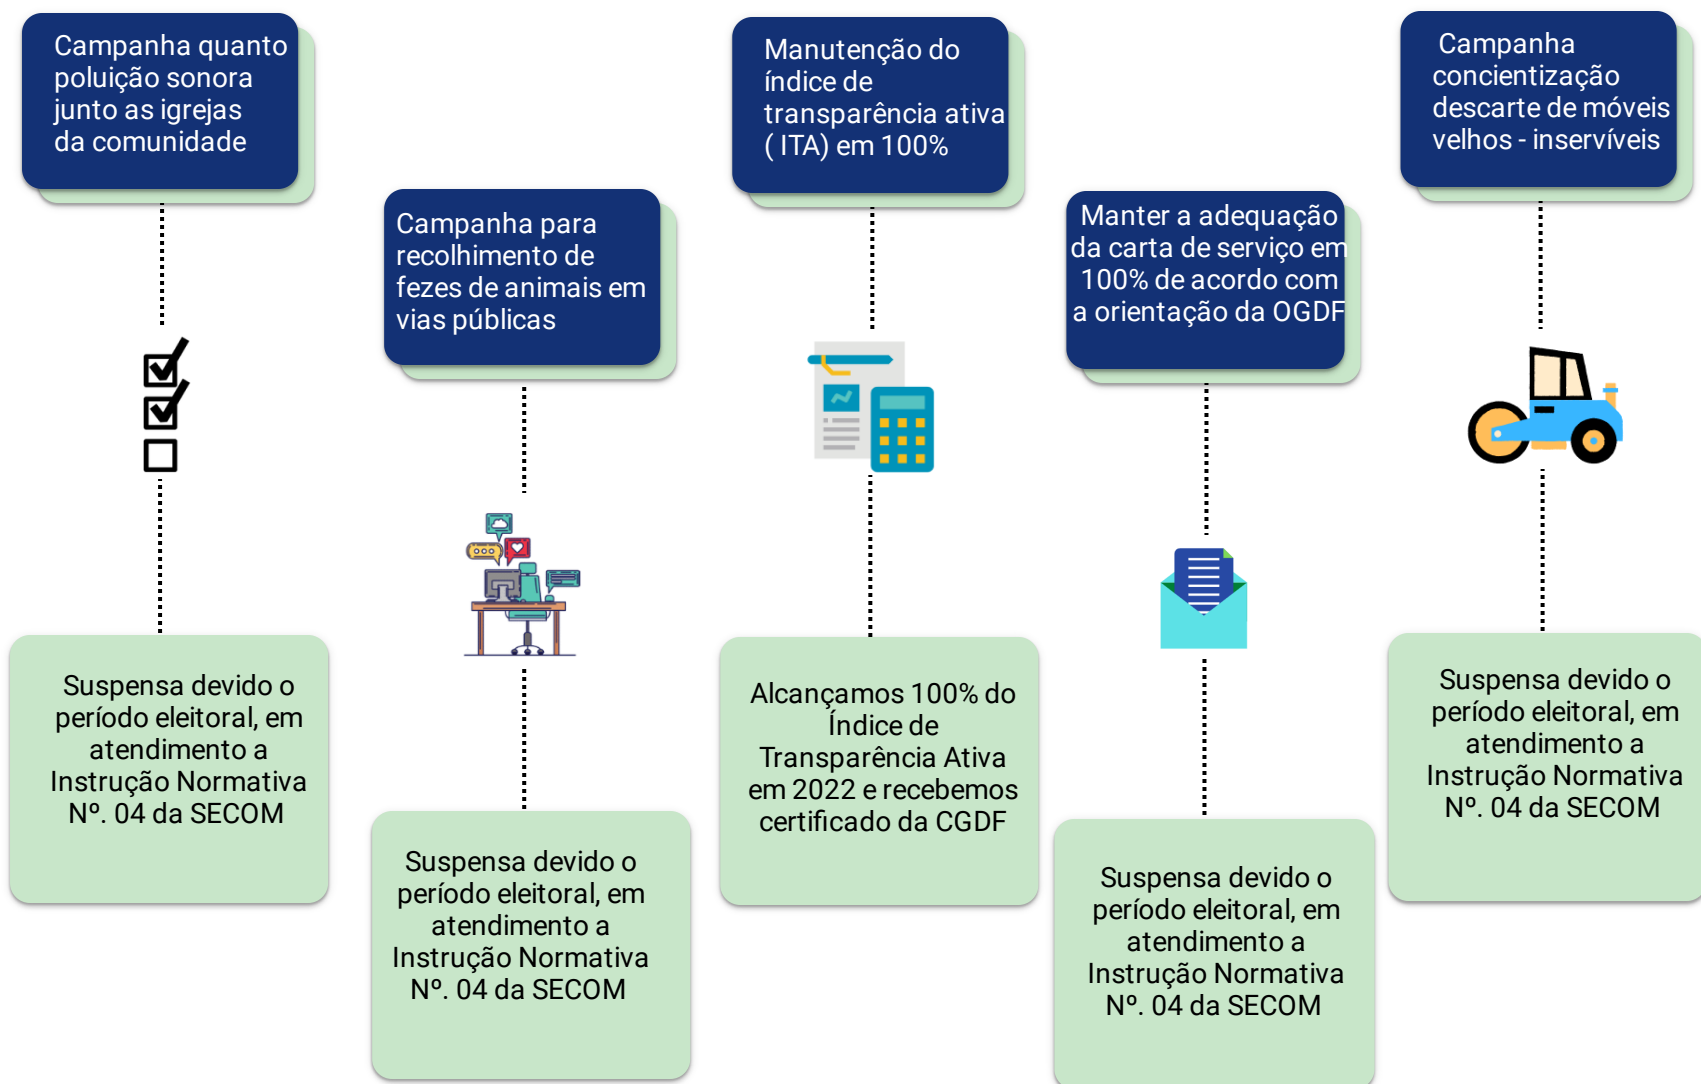 Campanha quanto
poluição sonora
junto as igrejas
da comunidade
Suspensa devido o
período eleitoral, em
atendimento a
Instrução Normativa
Nº. 04 da SECOM
Campanha para
recolhimento de
fezes de animais em
vias públicas
Suspensa devido o
período eleitoral, em
atendimento a
Instrução Normativa
Nº. 04 da SECOM
Manutenção do
índice de
transparência ativa
( ITA) em 100%
Alcançamos 100% do
Índice de
Transparência Ativa
em 2022 e recebemos
certificado da CGDF
Manter a adequação
da carta de serviço em
100% de acordo com
a orientação da OGDF
Suspensa devido o
período eleitoral, em
atendimento a
Instrução Normativa
Nº. 04 da SECOM
Campanha
concientização
descarte de móveis
velhos - inservíveis
Suspensa devido o
período eleitoral, em
atendimento a
Instrução Normativa
Nº. 04 da SECOM